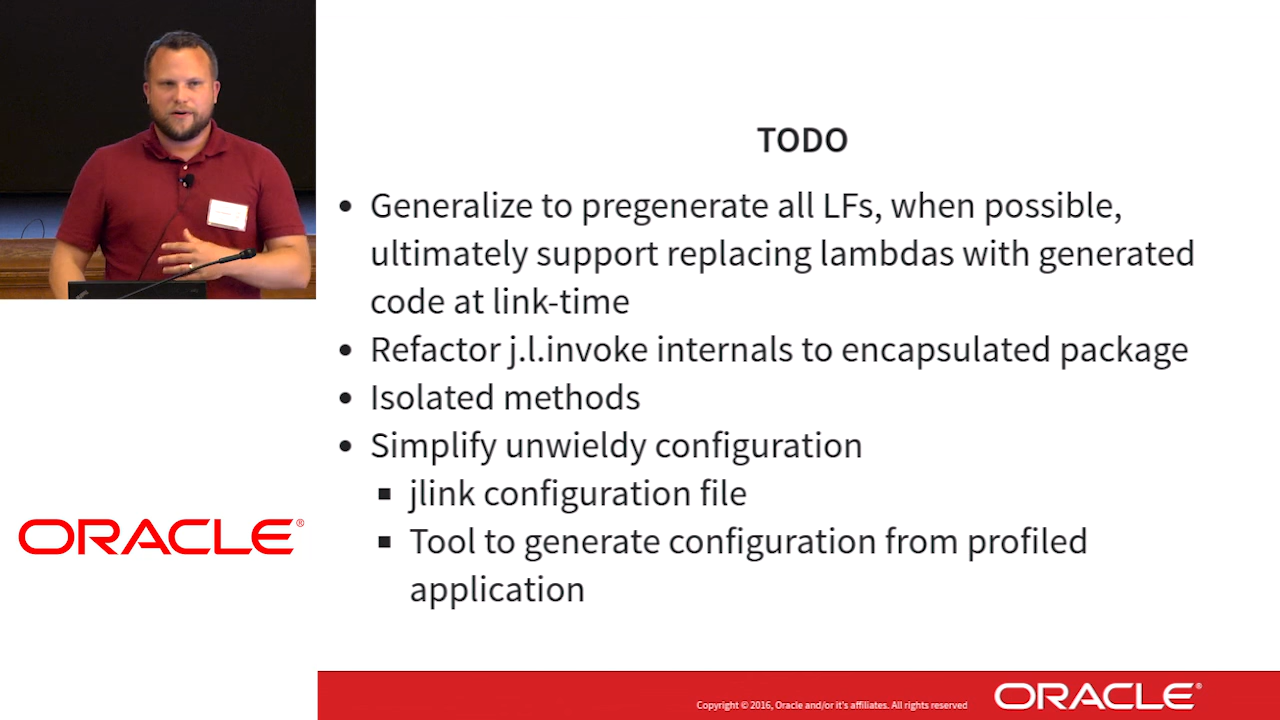 TODO
• Generalize to pregenerate all LFs, when possible,
ultimately support replacing lambdas with generated
code at link-time
• Refactor j.l.invoke internals to encapsulated package
• Isolated methods
• Simplify unwieldy configuration
▪ jlink configuration file
▪ Tool to generate configuration from profiled
application
ORACLE®
Copyright © 2016, Oracle and/or it's affiliates. All rights reserved
ORACLE®